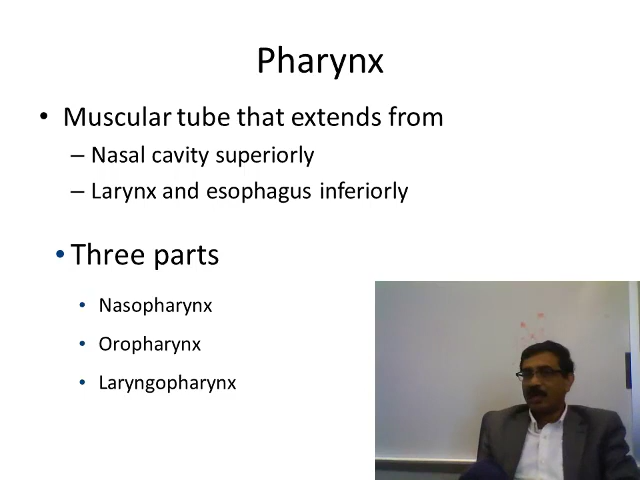 Pharynx
• Muscular tube that extends from
– Nasal cavity superiorly
– Larynx and esophagus inferiorly
• Three parts
• Nasopharynx
• Oropharynx
• Laryngopharynx